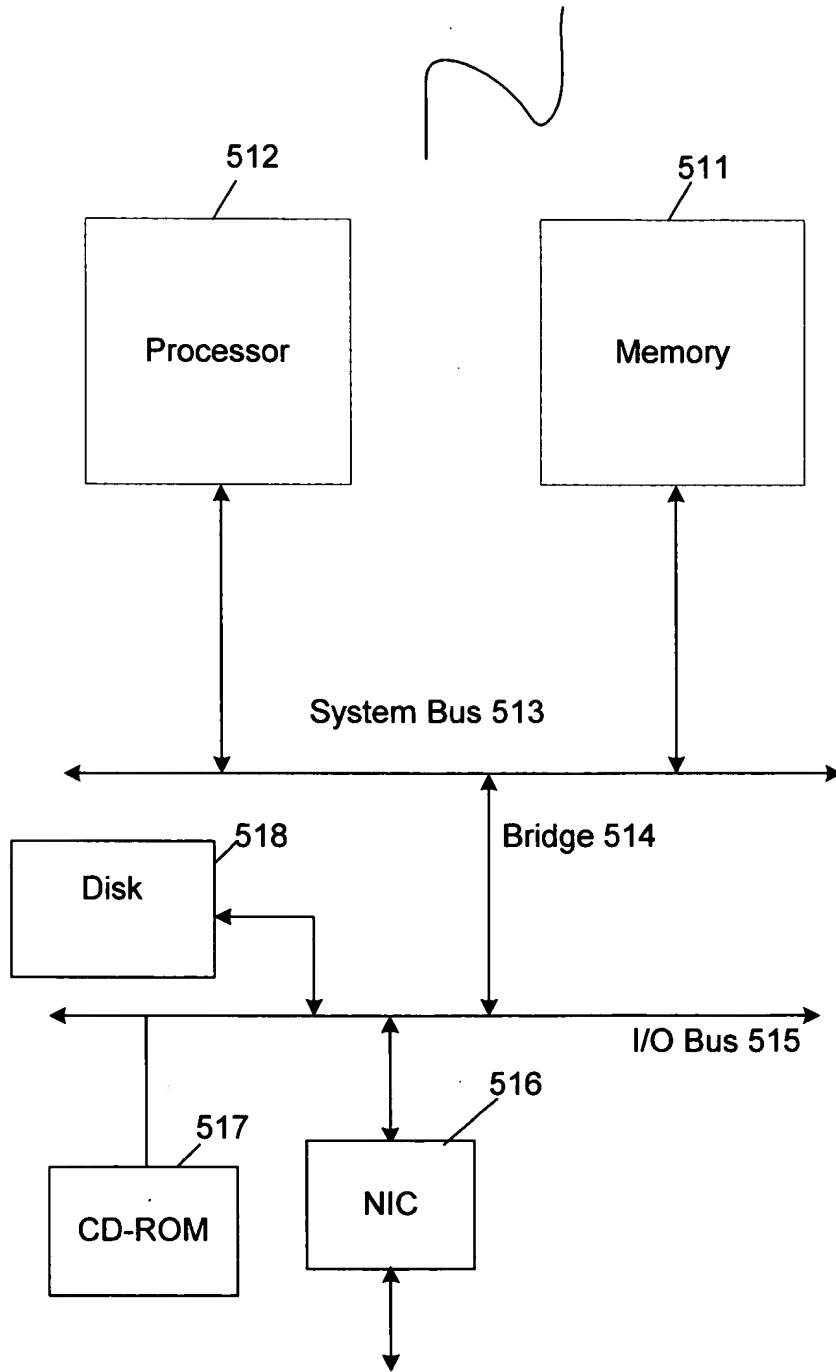 512
511
Processor
Memory
System Bus 513
518
Bridge 514
Disk
I/O Bus 515
516
517
NIC
CD-ROM